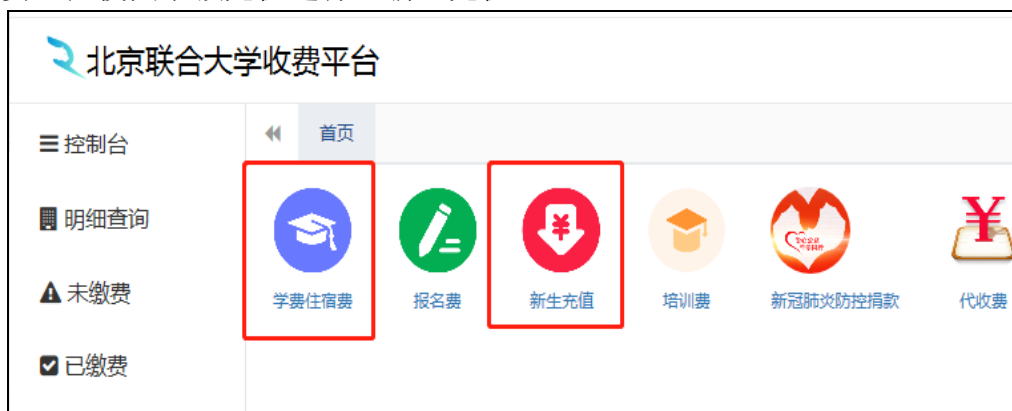 北京联合大学收费平台
控制台
首页
明细查询
未缴费
已缴费
学费住宿费
报名费
新生充值
培训费
新冠肺炎防控捐款
代收费